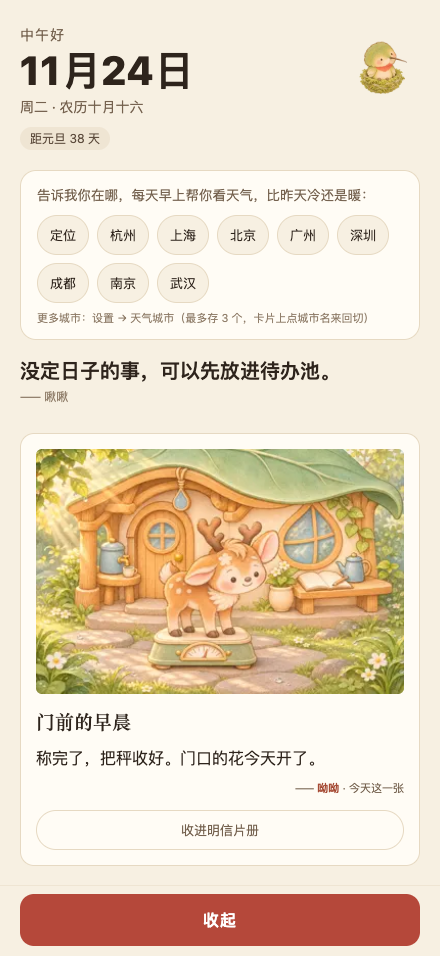 中午好
11月24日
周二 · 农历十月十六
距元旦 38 天
告诉我你在哪，每天早上帮你看天气，比昨天冷还是暖：
定位
杭州
上海
北京
广州
深圳
成都
南京
武汉
更多城市：设置 → 天气城市（最多存 3 个，卡片上点城市名来回切）
没定日子的事，可以先放进待办池。
—— 啾啾
门前的早晨
称完了，把秤收好。门口的花今天开了。
—— 呦呦 · 今天这一张
收进明信片册
收起